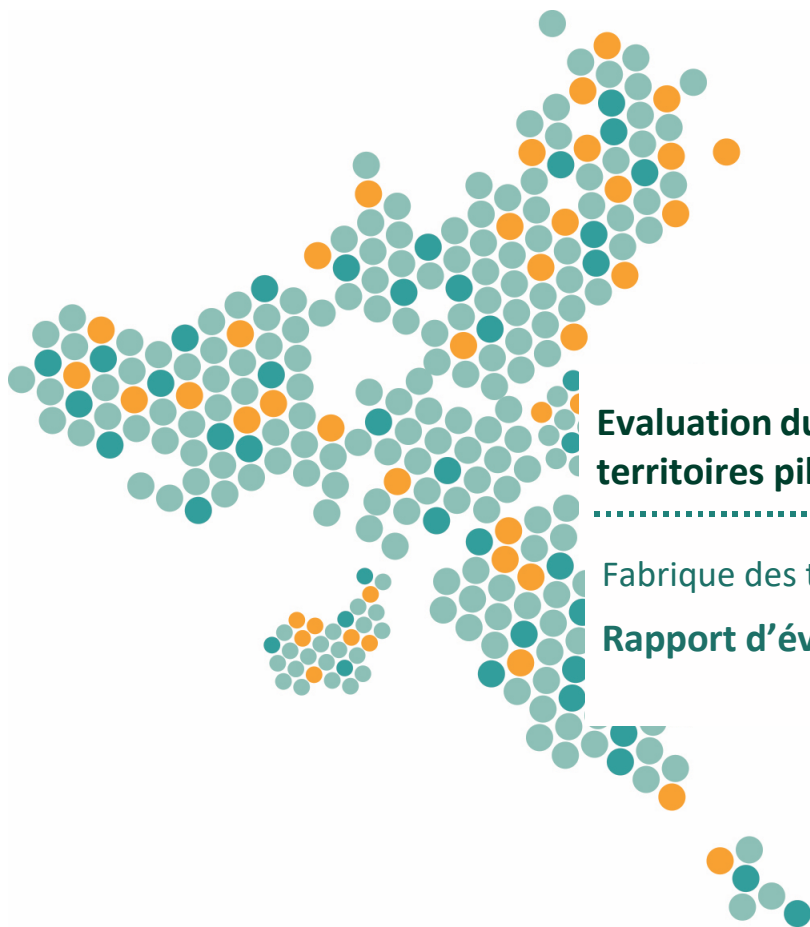 Evaluation du
territoires pil
Fabrique des t
Rapport d'év